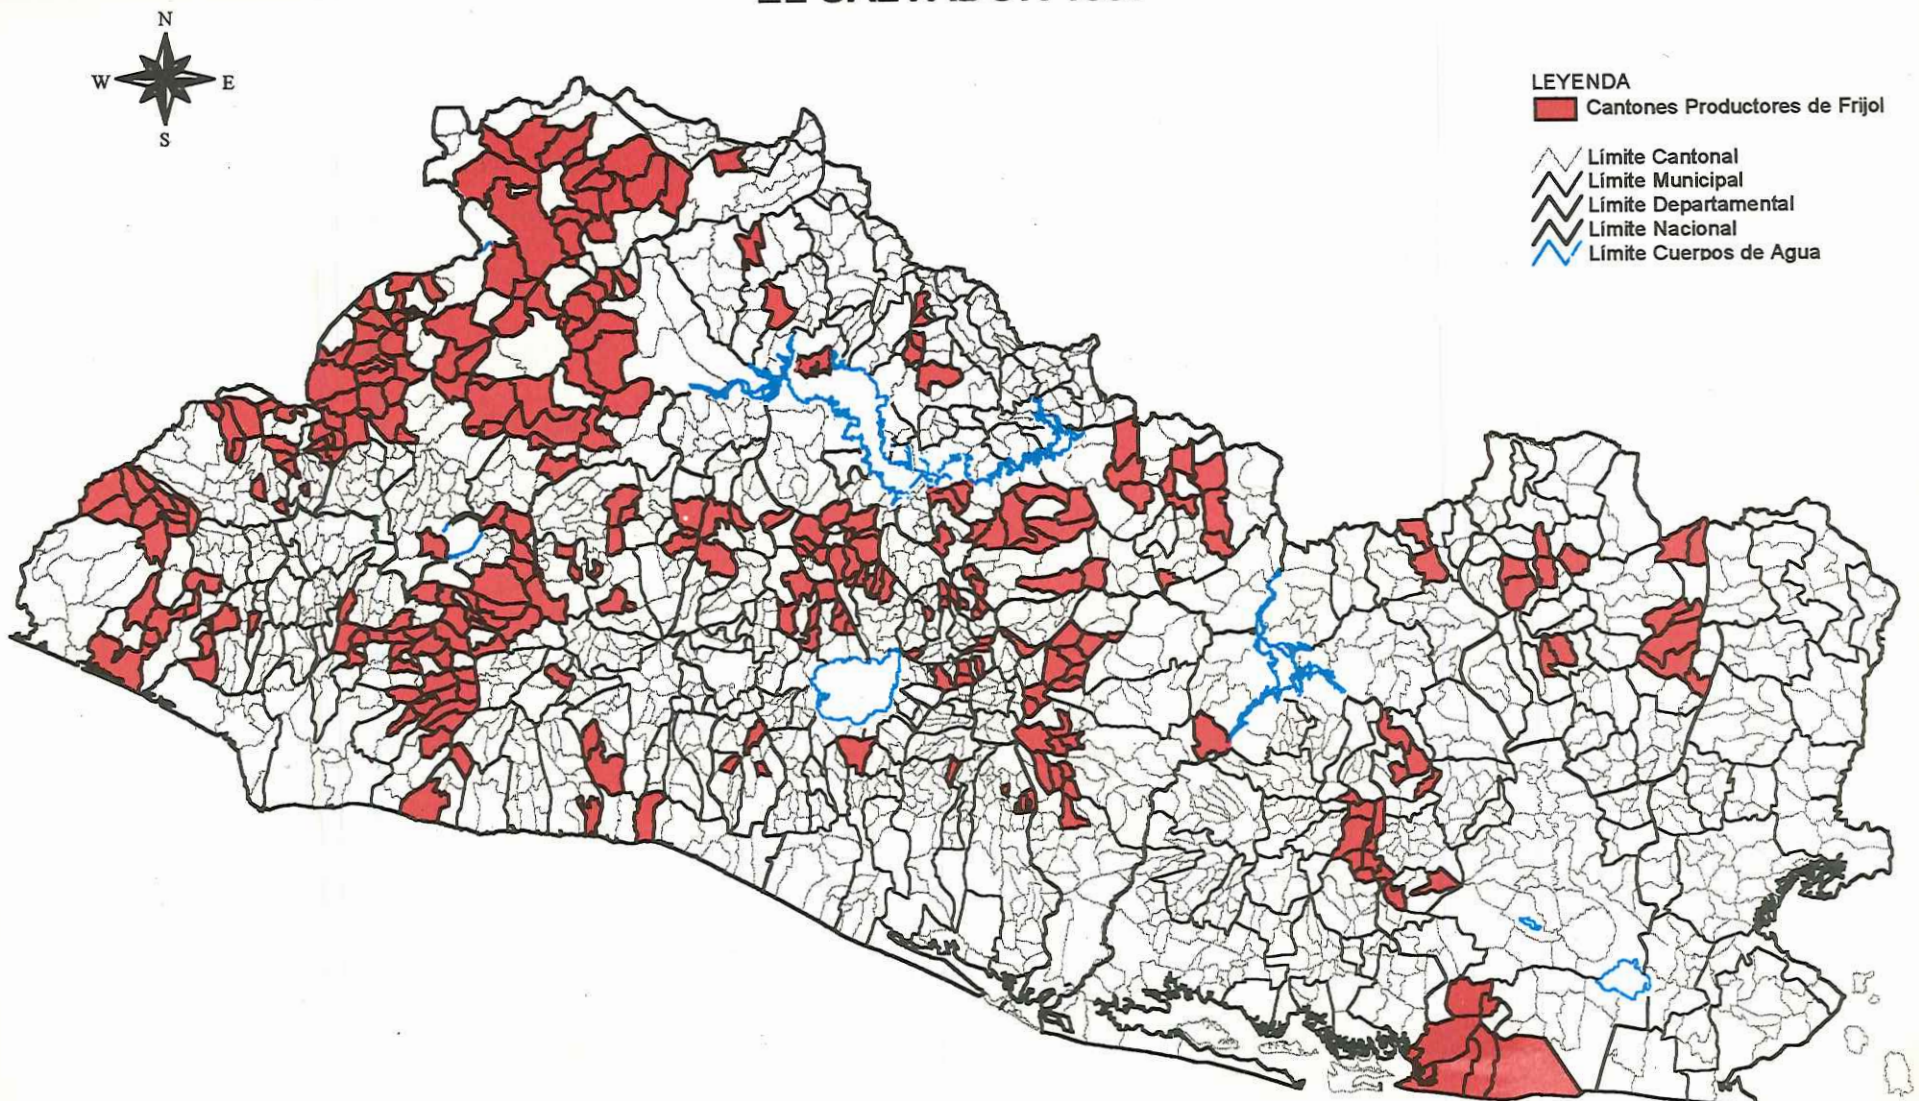 N
W
E
S
LEYENDA
Cantones Productores de Frijol
Límite Cantonal
Límite Municipal
Límite Departamental
Límite Nacional
Límite Cuerpos de Agua